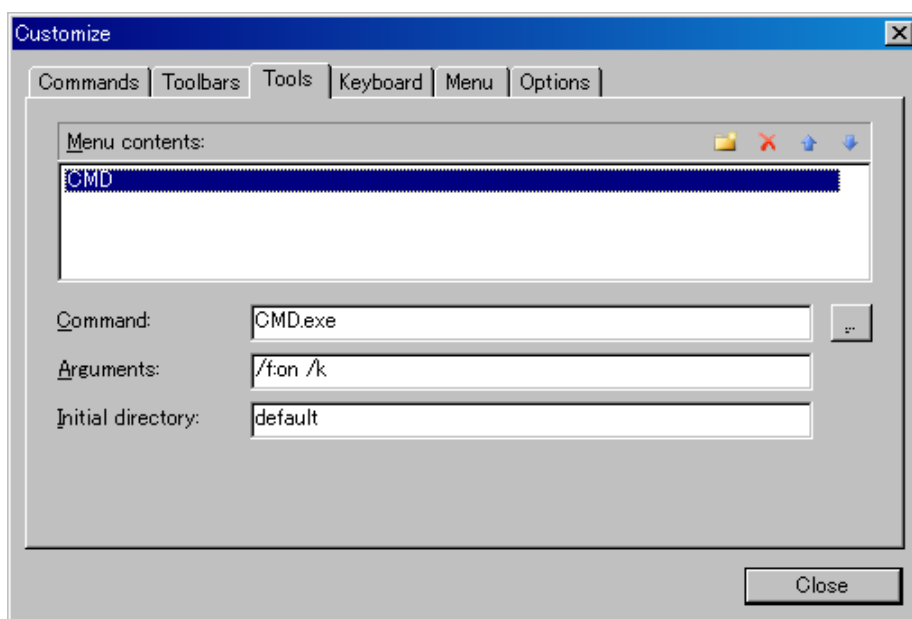 Customize
Commands Toolbars Tools Keyboard Menu Options
Menu contents:
CMD
Command: CMD.exe ...
Arguments: /f:on /k
Initial directory: default
Close